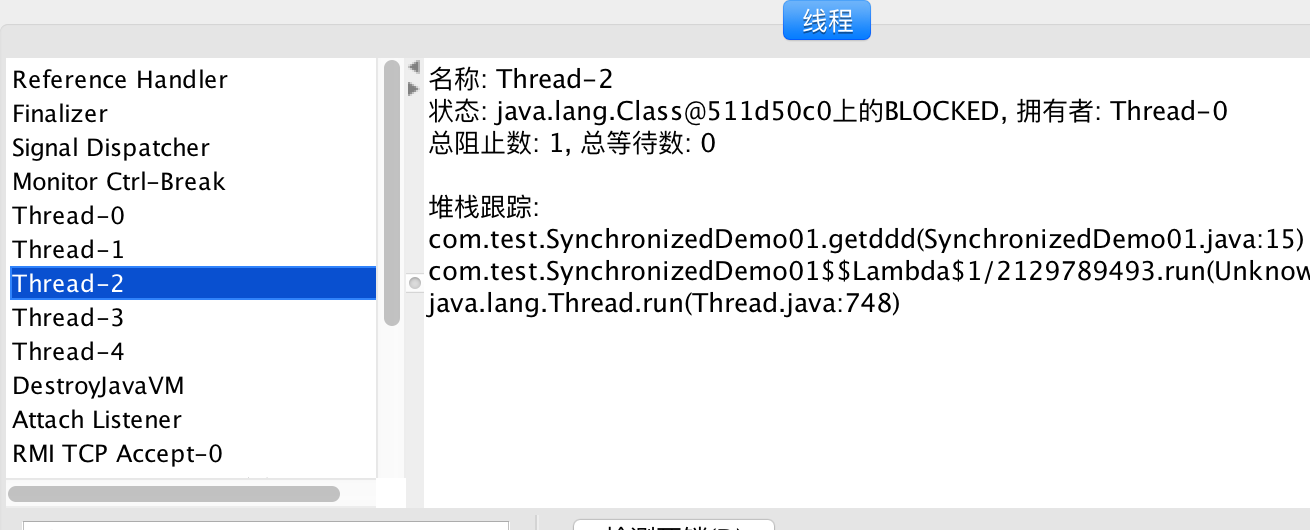 线程
Reference Handler
Finalizer
Signal Dispatcher
Monitor Ctrl-Break
Thread-0
Thread-1
Thread-2
Thread-3
Thread-4
DestroyJavaVM
Attach Listener
RMI TCP Accept-0
名称: Thread-2
状态: java.lang.Class@511d50c0上的BLOCKED, 拥有者: Thread-0
总阻止数: 1, 总等待数: 0
堆栈跟踪:
com.test.SynchronizedDemo01.getddd(SynchronizedDemo01.java:15)
com.test.SynchronizedDemo01$$Lambda$1/2129789493.run(Unknow
java.lang.Thread.run(Thread.java:748)